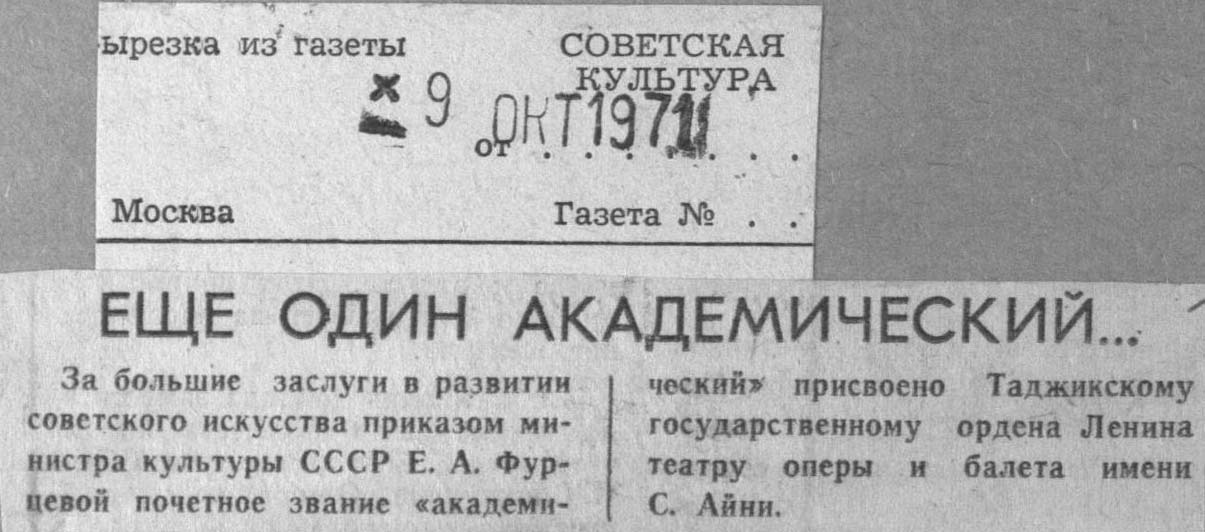 вырезка из газеты
СОВЕТСКАЯ
КУЛЬТУРА
9
от ОКТ 1971
Москва
Газета № . .
ЕЩЕ ОДИН АКАДЕМИЧЕСКИЙ...
За большие заслуги в развитии
советского искусства приказом ми-
нистра культуры СССР Е. А. Фур-
цевой почетное звание «академи-
ческий» присвоено Таджикскому
государственному ордена Ленина
театру оперы и балета имени
С. Айни.